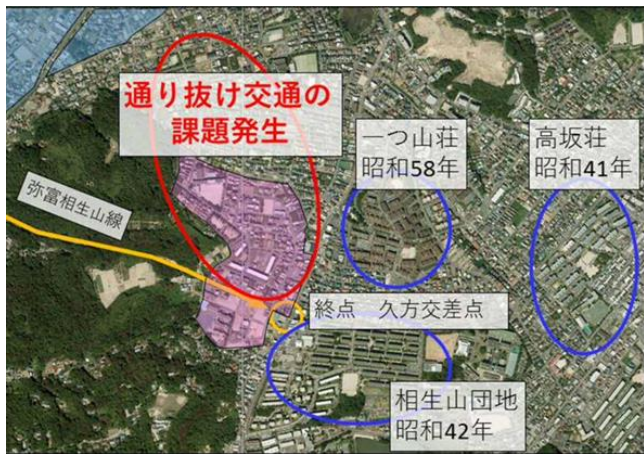 通り抜け交通の
課題発生
一つ山荘
昭和58年
高坂荘
昭和41年
弥富相生山線
終点　久方交差点
相生山団地
昭和42年